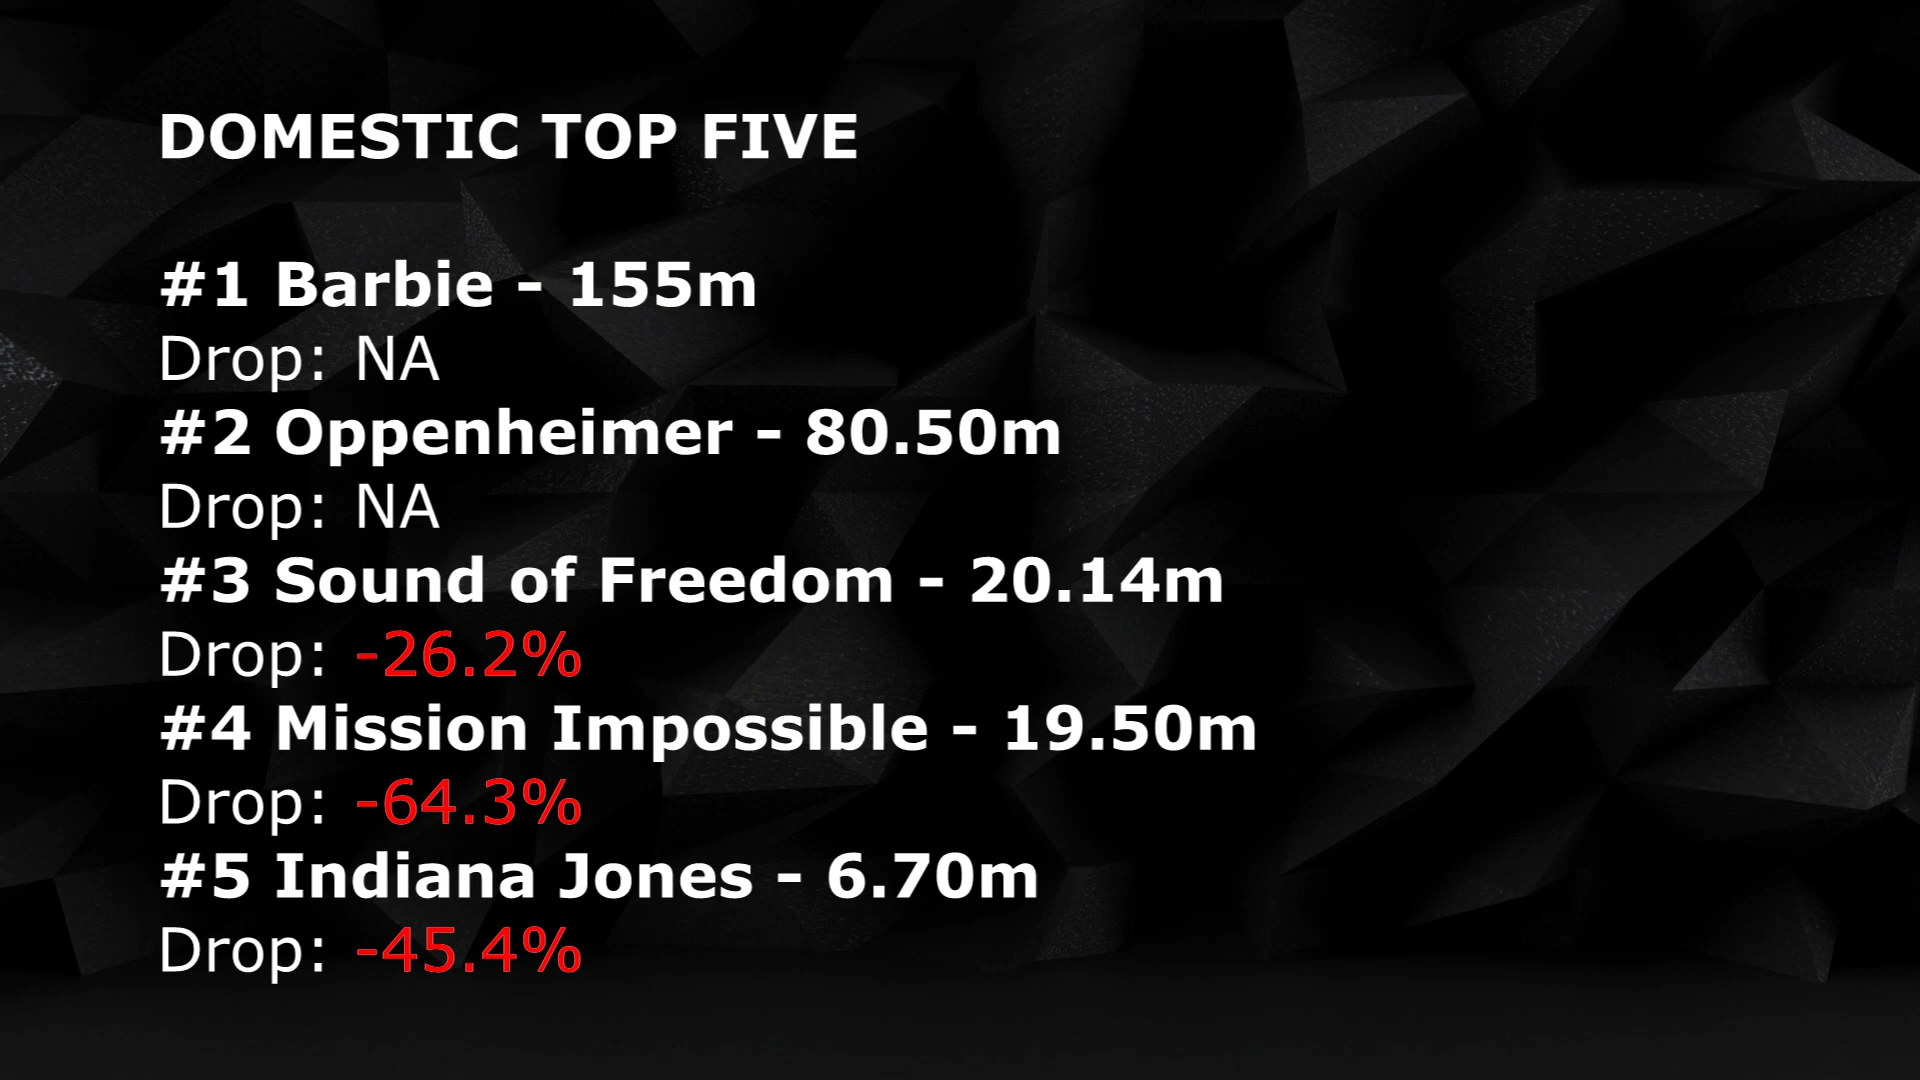 DOMESTIC TOP FIVE
#1 Barbie - 155m
Drop: NA
#2 Oppenheimer - 80.50m
Drop: NA
#3 Sound of Freedom - 20.14m
Drop: -26.2%
#4 Mission Impossible - 19.50m
Drop: -64.3%
#5 Indiana Jones - 6.70m
Drop: -45.4%